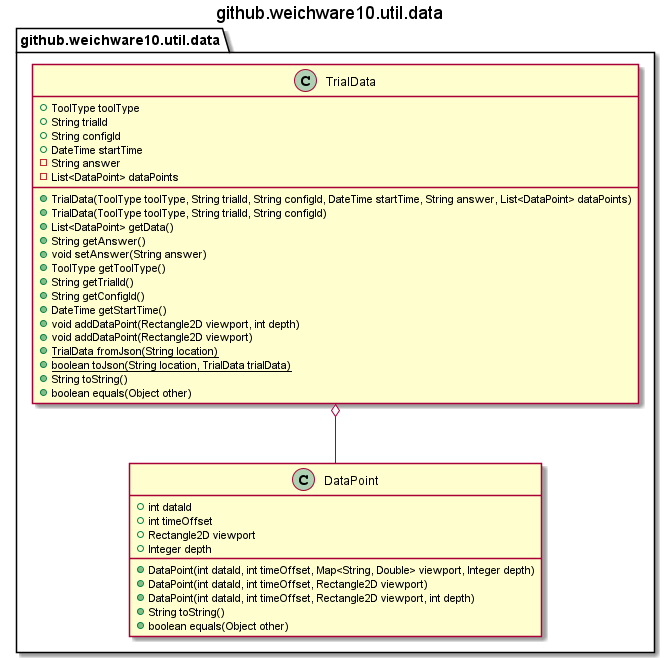 github.weichware10.util.data
github.weichware10.util.data
C TrialData
ToolType toolType
String trialId
String configId
DateTime startTime
String answer
List<DataPoint> dataPoints
TrialData(ToolType toolType, String trialId, String configId, DateTime startTime, String answer, List<DataPoint> dataPoints)
TrialData(ToolType toolType, String trialId, String configId)
List<DataPoint> getData()
String getAnswer()
void setAnswer(String answer)
ToolType getToolType()
String getTrialId()
String getConfigId()
DateTime getStartTime()
void addDataPoint(Rectangle2D viewport, int depth)
void addDataPoint(Rectangle2D viewport)
TrialData fromJson(String location)
boolean toJson(String location, TrialData trialData)
String toString()
boolean equals(Object other)
C DataPoint
int dataId
int timeOffset
Rectangle2D viewport
Integer depth
DataPoint(int dataId, int timeOffset, Map<String, Double> viewport, Integer depth)
DataPoint(int dataId, int timeOffset, Rectangle2D viewport)
DataPoint(int dataId, int timeOffset, Rectangle2D viewport, int depth)
String toString()
boolean equals(Object other)